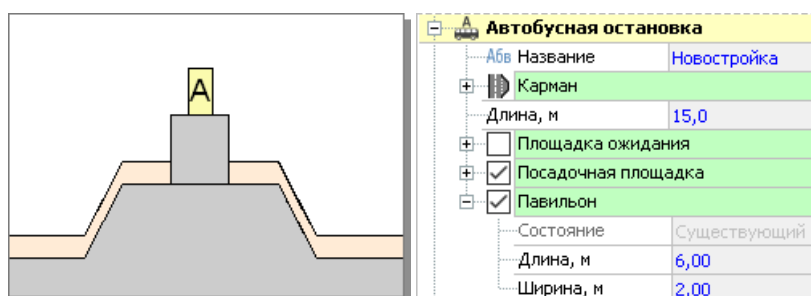 А
А
Автобусная остановка
Абв Название Новостройка
Карман
Длина, м 15,0
Площадка ожидания
Посадочная площадка
Павильон
Состояние Существующий
Длина, м 6,00
Ширина, м 2,00